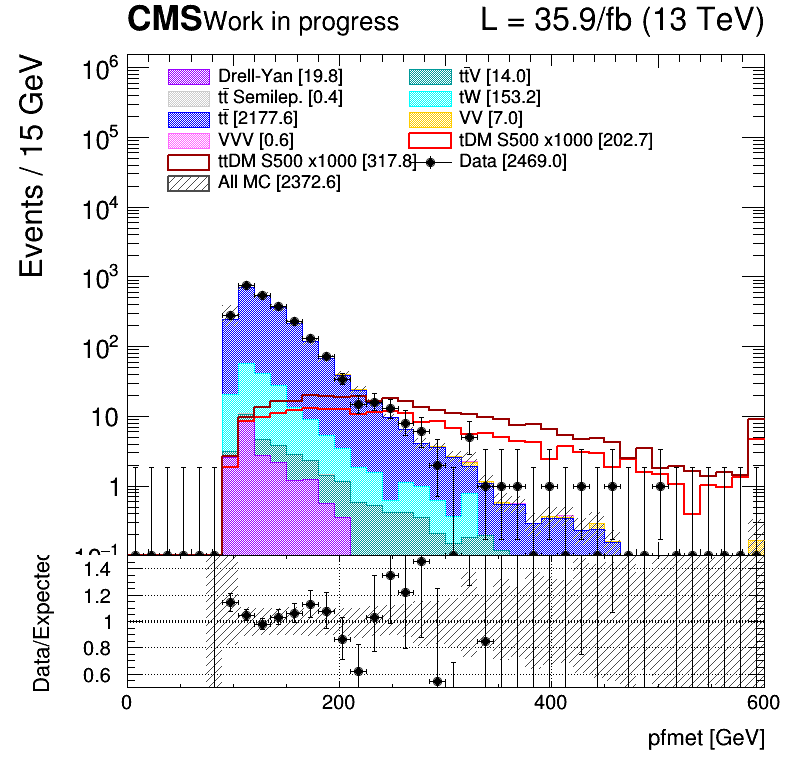 CMS Work in progress L = 35.9/fb (13 TeV)
Events / 15 GeV
10⁶
10⁵
10⁴
10³
10²
10
1
10⁻¹
Drell-Yan [19.8] tt̄V [14.0]
tt̄ Semilep. [0.4] tW [153.2]
tt̄ [2177.6] VV [7.0]
VVV [0.6] tDM S500 x1000 [202.7]
ttDM S500 x1000 [317.8] Data [2469.0]
All MC [2372.6]
Data/Expected
1.4
1.2
1
0.8
0.6
0 200 400 600
pfmet [GeV]